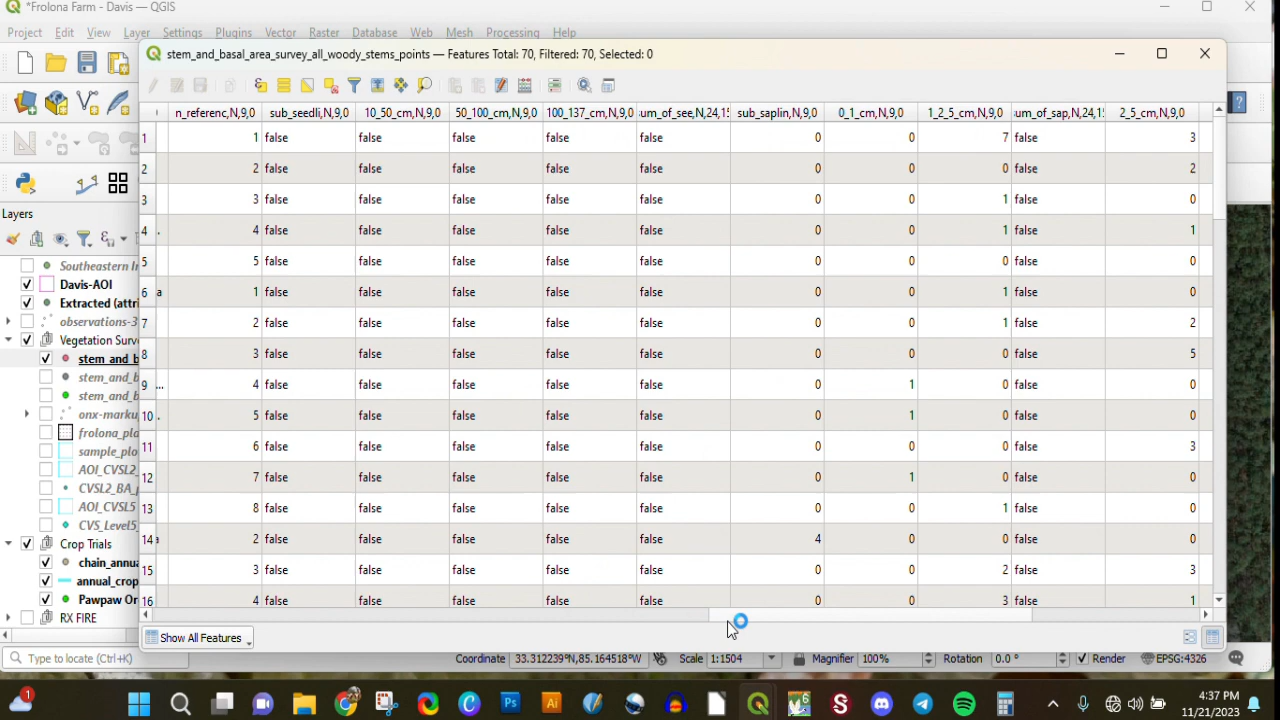 *Frolona Farm - Davis — QGIS
Project Edit View Layer Settings Plugins Vector Raster Database Web Mesh Processing Help
stem_and_basal_area_survey_all_woody_stems_points — Features Total: 70, Filtered: 70, Selected: 0
n_referenc,N,9,0 sub_seedli,N,9,0 10_50_cm,N,9,0 50_100_cm,N,9,0 100_137_cm,N,9,0 :um_of_see,N,24,15 sub_saplin,N,9,0 0_1_cm,N,9,0 1_2_5_cm,N,9,0 :um_of_sap,N,24,15 2_5_cm,N,9,0
1 1 false false false false false 0 0 7 false 3
2 2 false false false false false 0 0 0 false 2
3 3 false false false false false 0 0 1 false 0
4 . 4 false false false false false 0 0 1 false 1
5 5 false false false false false 0 0 0 false 0
6 a 1 false false false false false 0 0 1 false 0
7 2 false false false false false 0 0 1 false 2
8 3 false false false false false 0 0 0 false 5
9 ... 4 false false false false false 0 1 0 false 0
10 . 5 false false false false false 0 1 0 false 0
11 6 false false false false false 0 0 0 false 3
12 7 false false false false false 0 1 0 false 0
13 8 false false false false false 0 0 1 false 0
14 a 2 false false false false false 4 0 0 false 0
15 3 false false false false false 0 0 2 false 3
16 4 false false false false false 0 0 3 false 1
Show All Features
Layers
Southeastern In
Davis-AOI
Extracted (attri
observations-3
Vegetation Surv
stem_and_b
stem_and_b
stem_and_b
onx-marku
frolona_pla
sample_plo
AOI_CVSL2_
CVSL2_BA_p
AOI_CVSL5
CVS_Level5_
Crop Trials
chain_annua
annual_crop
Pawpaw Or
RX FIRE
Type to locate (Ctrl+K) Coordinate 33.312239°N,85.164518°W Scale 1:1504 Magnifier 100% Rotation 0.0 ° Render EPSG:4326
1 4:37 PM
11/21/2023